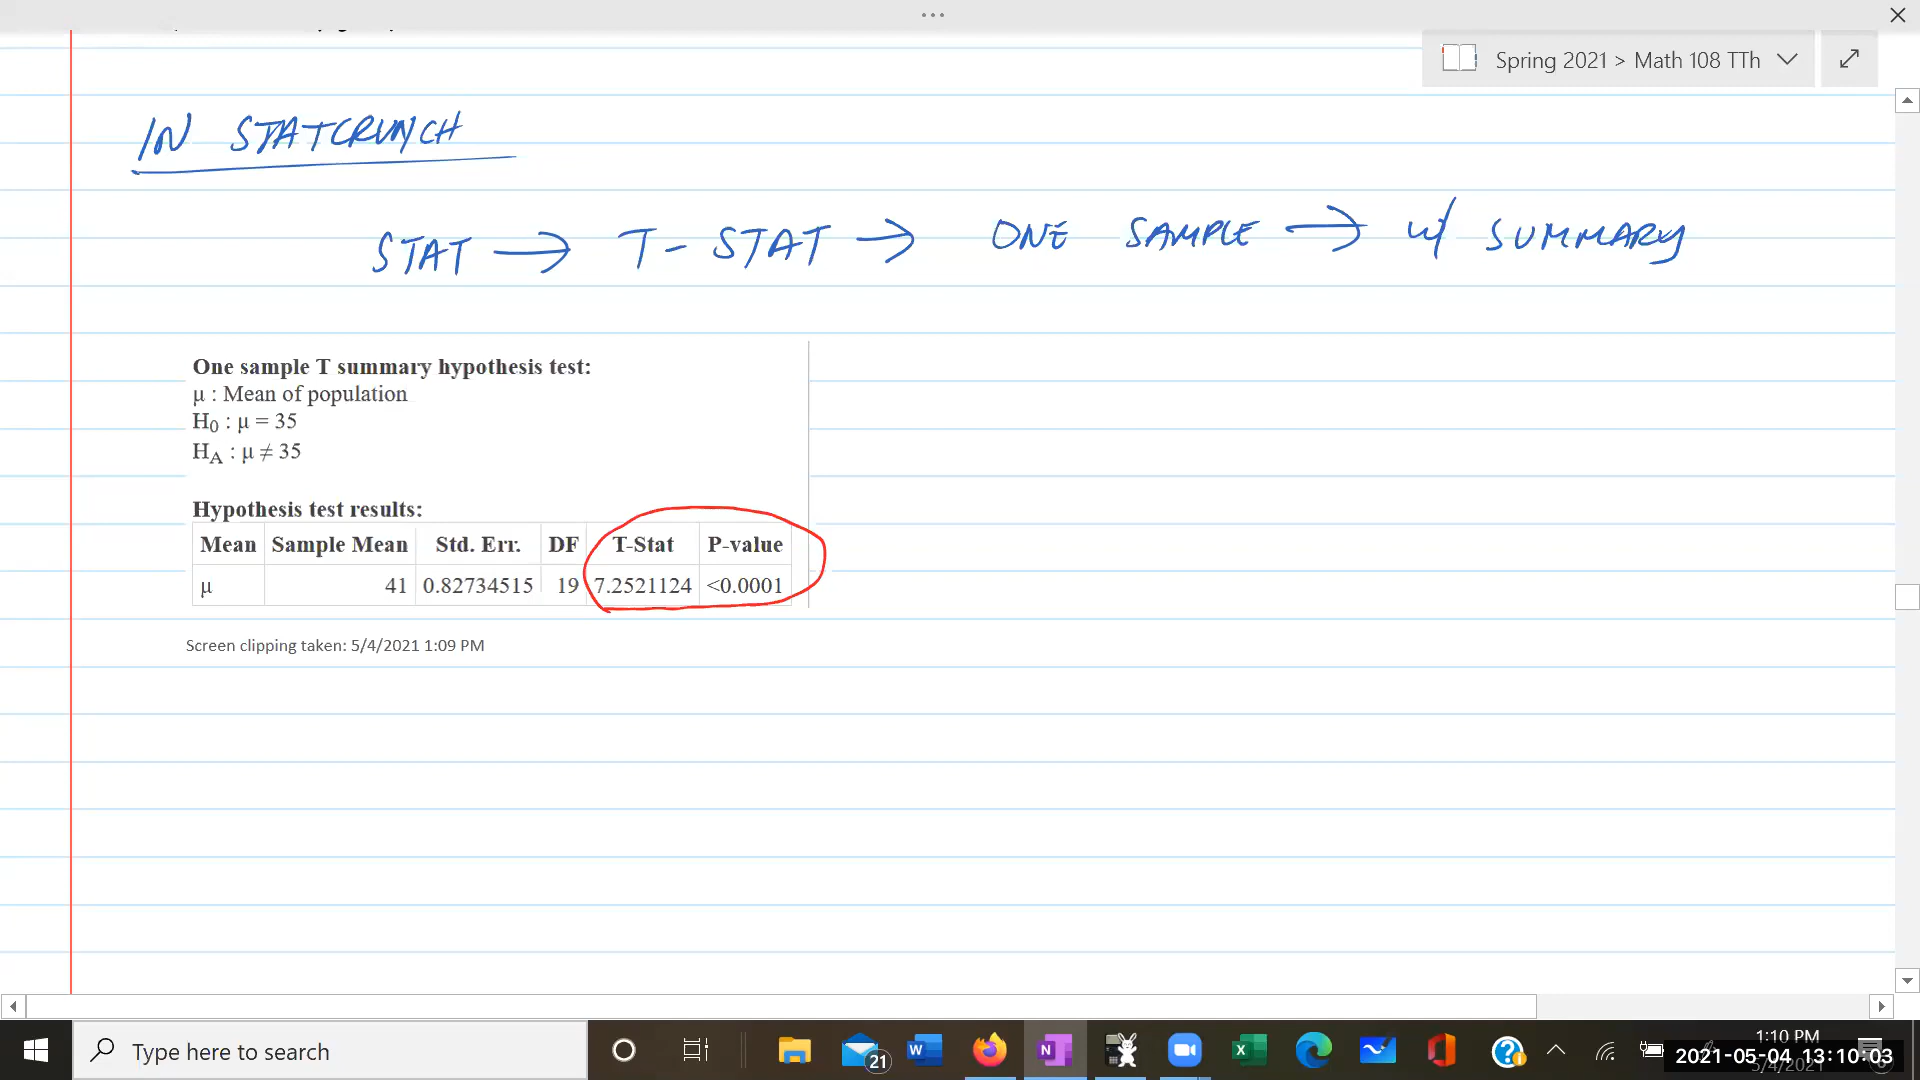 Spring 2021 > Math 108 TTh
IN STATCRUNCH
STAT → T-STAT → ONE SAMPLE → w/ SUMMARY
One sample T summary hypothesis test:
μ : Mean of population
H0 : μ = 35
HA : μ ≠ 35
Hypothesis test results:
Mean Sample Mean Std. Err. DF T-Stat P-value
μ 41 0.82734515 19 7.2521124 <0.0001
Screen clipping taken: 5/4/2021 1:09 PM
Type here to search
21
1:10 PM
2021-05-04 13:10:03